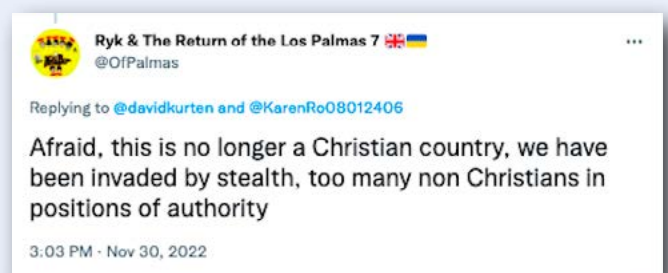 Ryk & The Return of the Los Palmas 7 🇬🇧🇺🇦
@OfPalmas
Replying to @davidkurten and @KarenRo08012406
Afraid, this is no longer a Christian country, we have
been invaded by stealth, too many non Christians in
positions of authority
3:03 PM · Nov 30, 2022